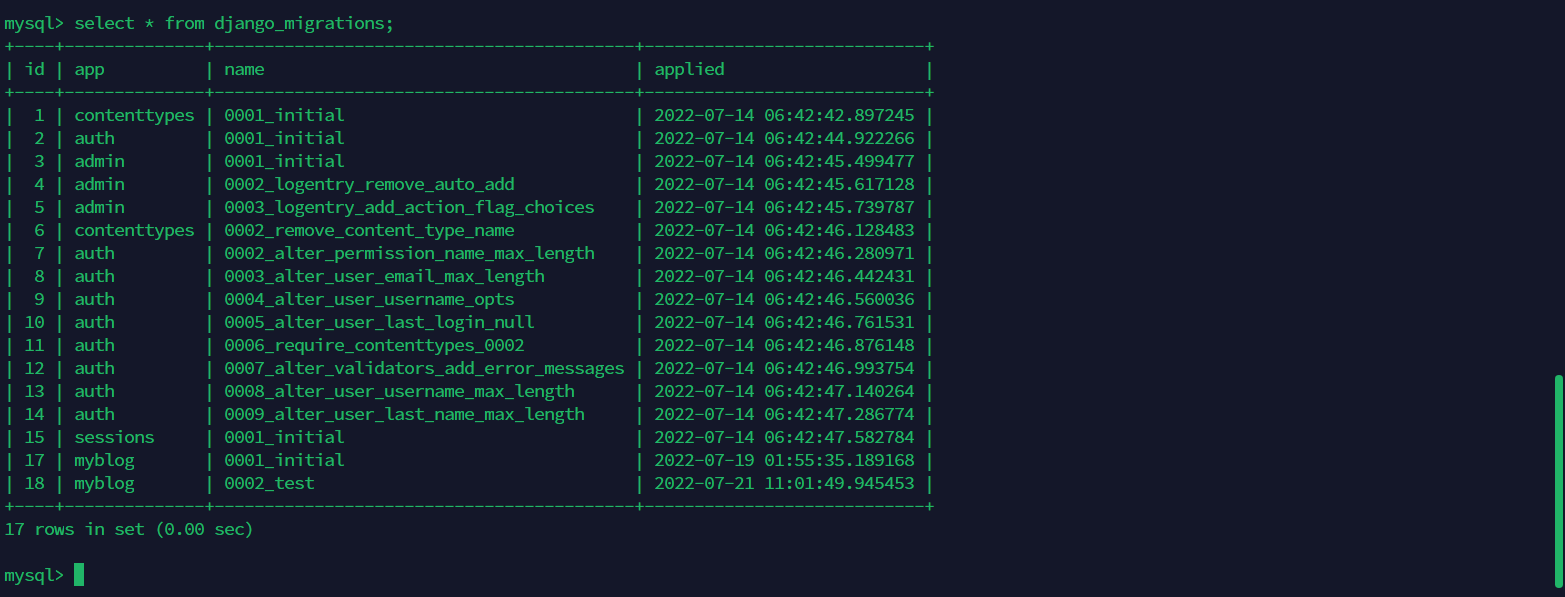 mysql> select * from django_migrations;
+----+--------------+------------------------------------------+----------------------------+
| id | app          | name                                     | applied                    |
+----+--------------+------------------------------------------+----------------------------+
|  1 | contenttypes | 0001_initial                             | 2022-07-14 06:42:42.897245 |
|  2 | auth         | 0001_initial                             | 2022-07-14 06:42:44.922266 |
|  3 | admin        | 0001_initial                             | 2022-07-14 06:42:45.499477 |
|  4 | admin        | 0002_logentry_remove_auto_add            | 2022-07-14 06:42:45.617128 |
|  5 | admin        | 0003_logentry_add_action_flag_choices    | 2022-07-14 06:42:45.739787 |
|  6 | contenttypes | 0002_remove_content_type_name            | 2022-07-14 06:42:46.128483 |
|  7 | auth         | 0002_alter_permission_name_max_length    | 2022-07-14 06:42:46.280971 |
|  8 | auth         | 0003_alter_user_email_max_length         | 2022-07-14 06:42:46.442431 |
|  9 | auth         | 0004_alter_user_username_opts            | 2022-07-14 06:42:46.560036 |
| 10 | auth         | 0005_alter_user_last_login_null          | 2022-07-14 06:42:46.761531 |
| 11 | auth         | 0006_require_contenttypes_0002           | 2022-07-14 06:42:46.876148 |
| 12 | auth         | 0007_alter_validators_add_error_messages | 2022-07-14 06:42:46.993754 |
| 13 | auth         | 0008_alter_user_username_max_length      | 2022-07-14 06:42:47.140264 |
| 14 | auth         | 0009_alter_user_last_name_max_length     | 2022-07-14 06:42:47.286774 |
| 15 | sessions     | 0001_initial                             | 2022-07-14 06:42:47.582784 |
| 17 | myblog       | 0001_initial                             | 2022-07-19 01:55:35.189168 |
| 18 | myblog       | 0002_test                                | 2022-07-21 11:01:49.945453 |
+----+--------------+------------------------------------------+----------------------------+
17 rows in set (0.00 sec)
mysql>